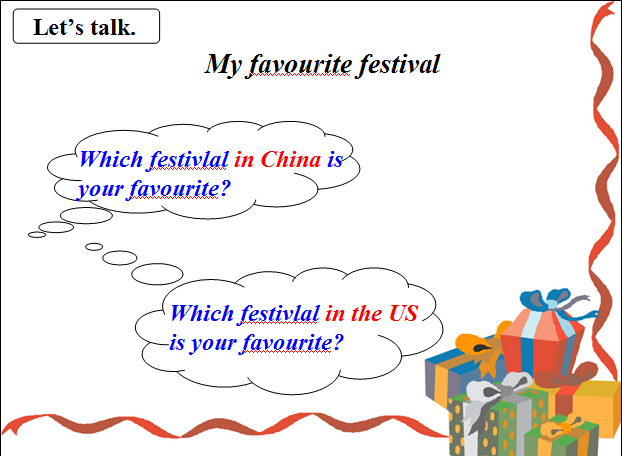 Let's talk.
My favourite festival
Which festivlal in China is
your favourite?
Which festivlal in the US
is your favourite?